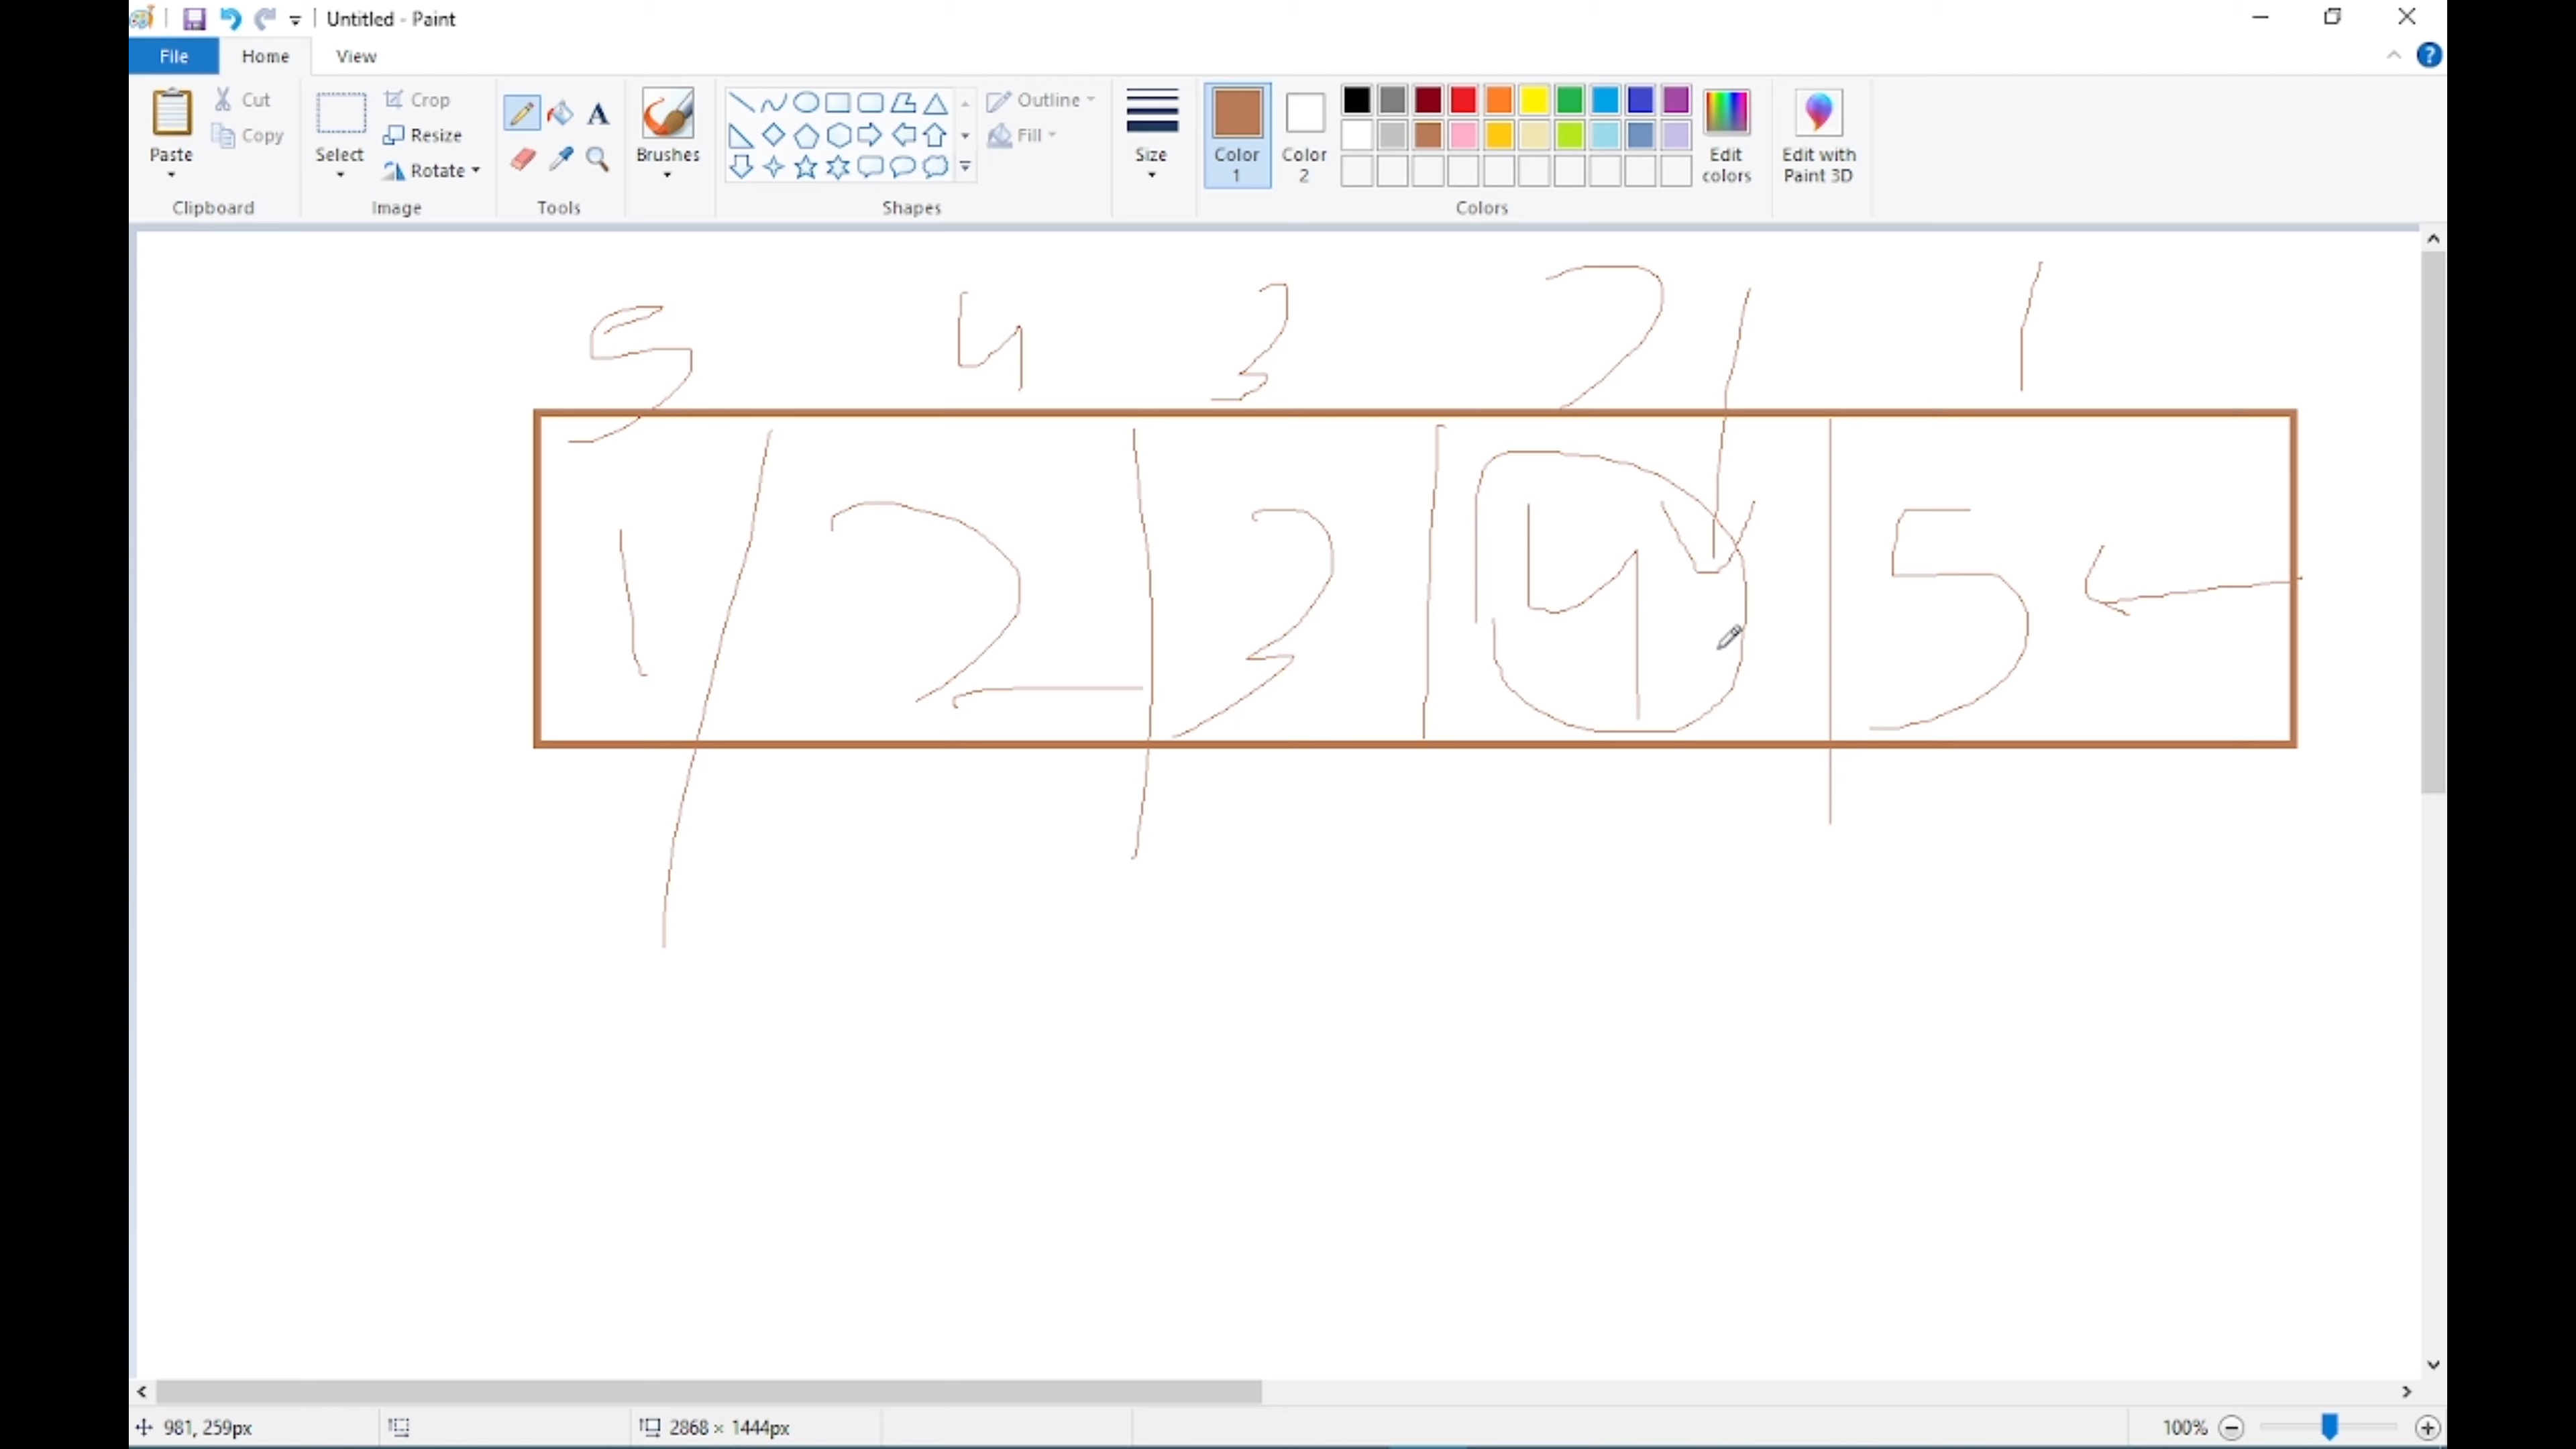 Untitled - Paint
File Home View
Paste Cut Copy Select Crop Resize Rotate A Brushes Outline Fill Size Color 1 Color 2 Edit colors Edit with Paint 3D ?
Clipboard Image Tools Shapes Colors
5 4 3 2 1
1 2 3 4 5
981, 259px 2868 × 1444px 100%